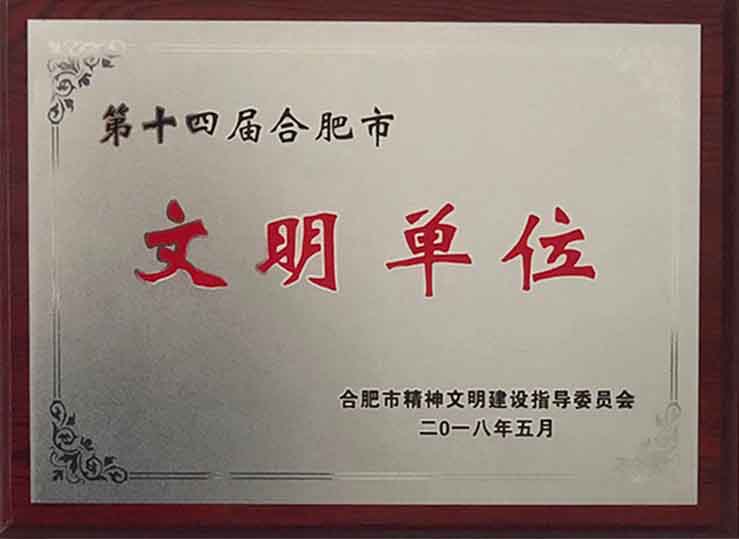 第十四届合肥市
文明单位
合肥市精神文明建设指导委员会
二0一八年五月